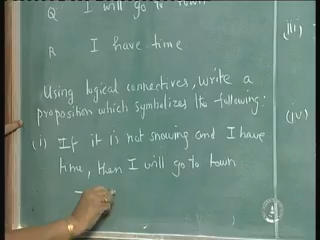 Q I will go to town
R I have time
Using logical connectives, write a
proposition which symbolizes the following:
(i) If it is not snowing and I have
time, then I will go to town
(iii)
(iv)